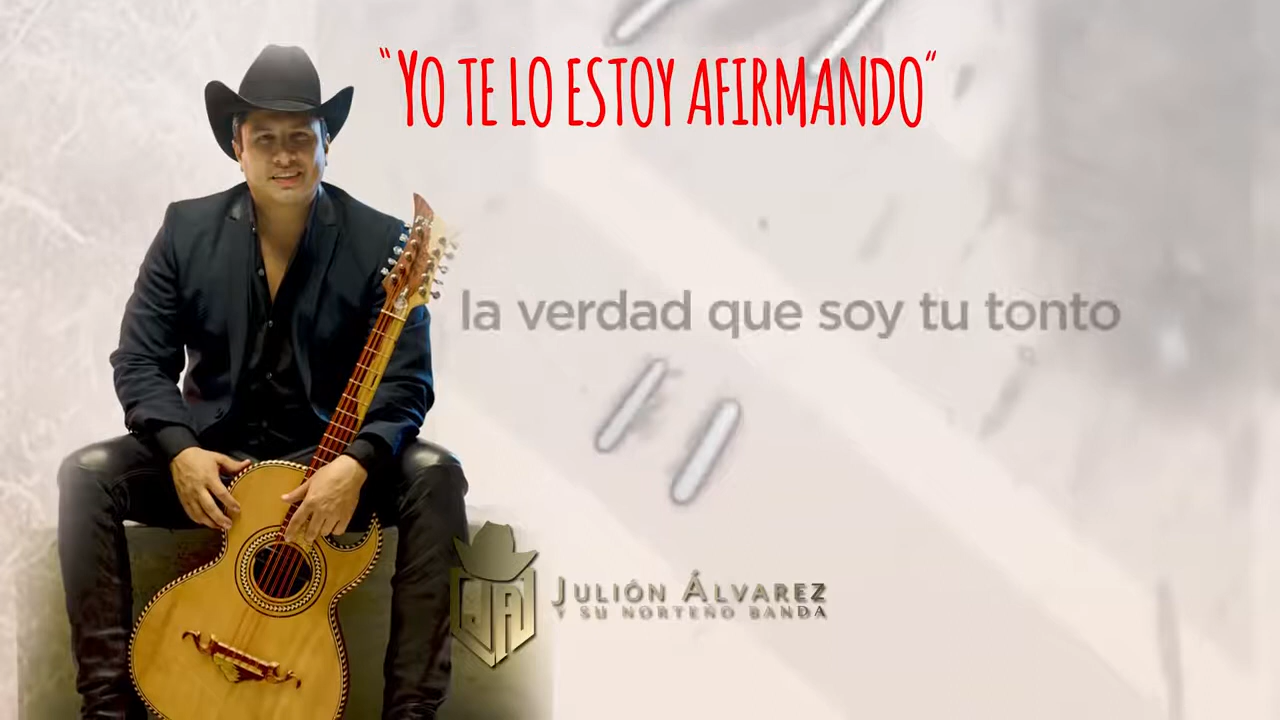 "YO TE LO ESTOY AFIRMANDO"
la verdad que soy tu tonto
JA
JULIÓN ÁLVAREZ
Y SU NORTEÑO BANDA